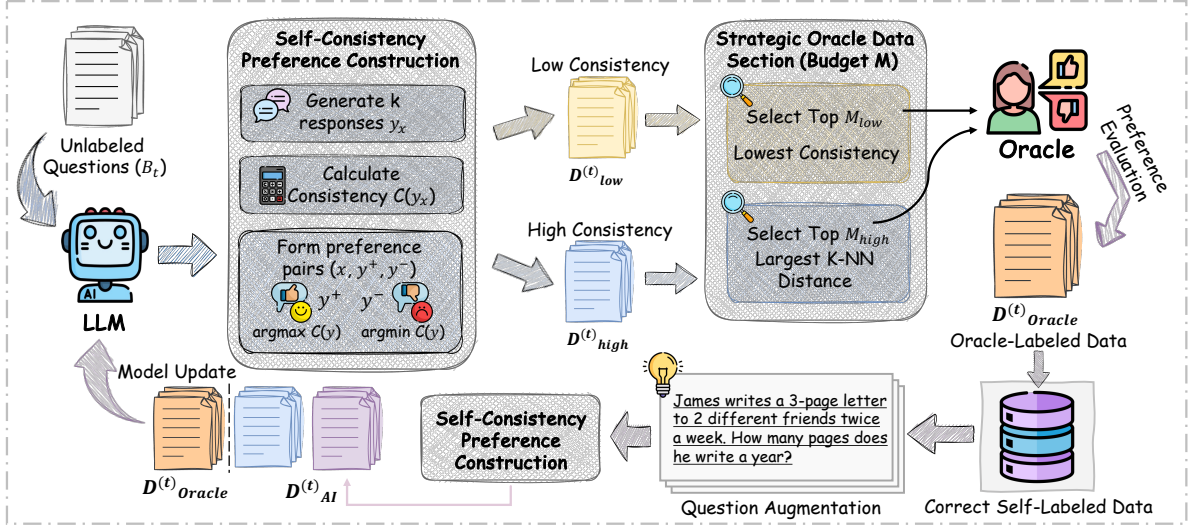 Unlabeled
Questions (B_t)
AI
LLM
Self-Consistency
Preference Construction
Generate k
responses y_x
Calculate
Consistency C(y_x)
Form preference
pairs (x, y⁺, y⁻)
y⁺ y⁻
argmax C(y) argmin C(y)
Low Consistency
D^(t)_low
High Consistency
D^(t)_high
Strategic Oracle Data
Section (Budget M)
Select Top M_low
Lowest Consistency
Select Top M_high
Largest K-NN
Distance
Oracle
Preference
Evaluation
D^(t)_Oracle
Oracle-Labeled Data
Correct Self-Labeled Data
James writes a 3-page letter
to 2 different friends twice
a week. How many pages does
he write a year?
Question Augmentation
Self-Consistency
Preference
Construction
Model Update
D^(t)_Oracle
D^(t)_AI